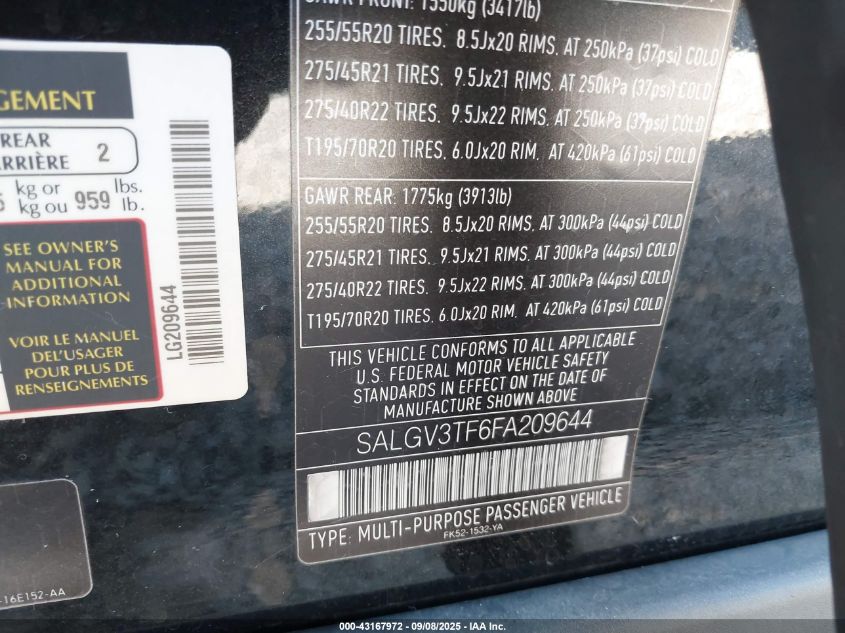 GEMENT
REAR
ARRIÈRE 2
kg or lbs.
kg ou 959 lb.
SEE OWNER'S
MANUAL FOR
ADDITIONAL
INFORMATION
VOIR LE MANUEL
DEL'USAGER
POUR PLUS DE
RENSEIGNEMENTS
LG209644
-16E152-AA
GAWR FRONT: 1550kg (3417lb)
255/55R20 TIRES. 8.5Jx20 RIMS. AT 250kPa (37psi) COLD
275/45R21 TIRES. 9.5Jx21 RIMS. AT 250kPa (37psi) COLD
275/40R22 TIRES. 9.5Jx22 RIMS. AT 250kPa (37psi) COLD
T195/70R20 TIRES. 6.0Jx20 RIM. AT 420kPa (61psi) COLD
GAWR REAR: 1775kg (3913lb)
255/55R20 TIRES. 8.5Jx20 RIMS. AT 300kPa (44psi) COLD
275/45R21 TIRES. 9.5Jx21 RIMS. AT 300kPa (44psi) COLD
275/40R22 TIRES. 9.5Jx22 RIMS. AT 300kPa (44psi) COLD
T195/70R20 TIRES. 6.0Jx20 RIM. AT 420kPa (61psi) COLD
THIS VEHICLE CONFORMS TO ALL APPLICABLE
U.S. FEDERAL MOTOR VEHICLE SAFETY
STANDARDS IN EFFECT ON THE DATE OF
MANUFACTURE SHOWN ABOVE
SALGV3TF6FA209644
TYPE: MULTI-PURPOSE PASSENGER VEHICLE
FK52-1532-YA
000-43167972 - 09/08/2025 - IAA Inc.